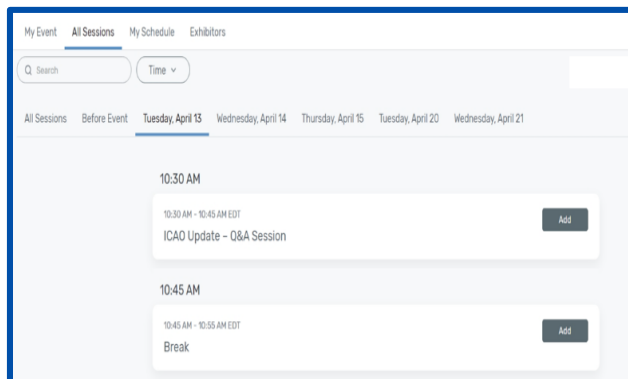 My Event All Sessions My Schedule Exhibitors
Search Time
All Sessions Before Event Tuesday, April 13 Wednesday, April 14 Thursday, April 15 Tuesday, April 20 Wednesday, April 21
10:30 AM
10:30 AM - 10:45 AM EDT
Add
ICAO Update - Q&A Session
10:45 AM
10:45 AM - 10:55 AM EDT
Add
Break